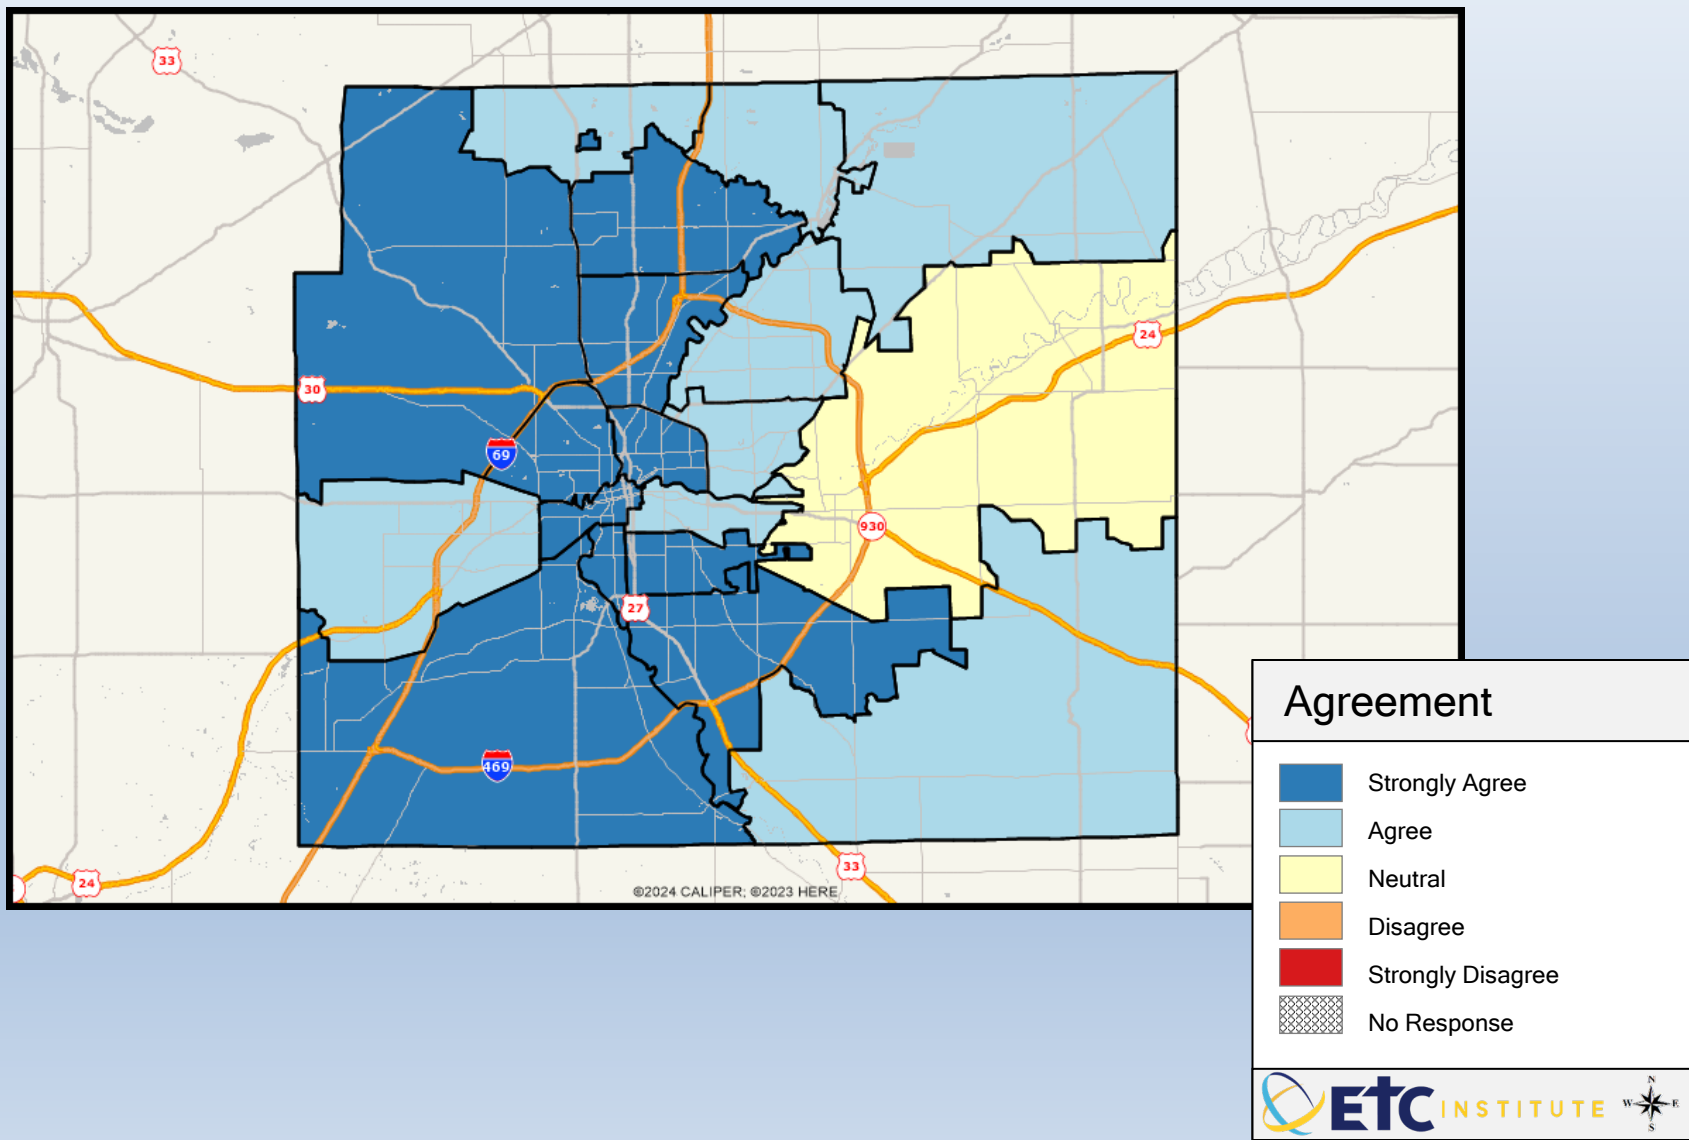 33
24
30
69
930
27
469
33
24
©2024 CALIPER; ©2023 HERE
Agreement
Strongly Agree
Agree
Neutral
Disagree
Strongly Disagree
No Response
N
W E
S
ETC INSTITUTE